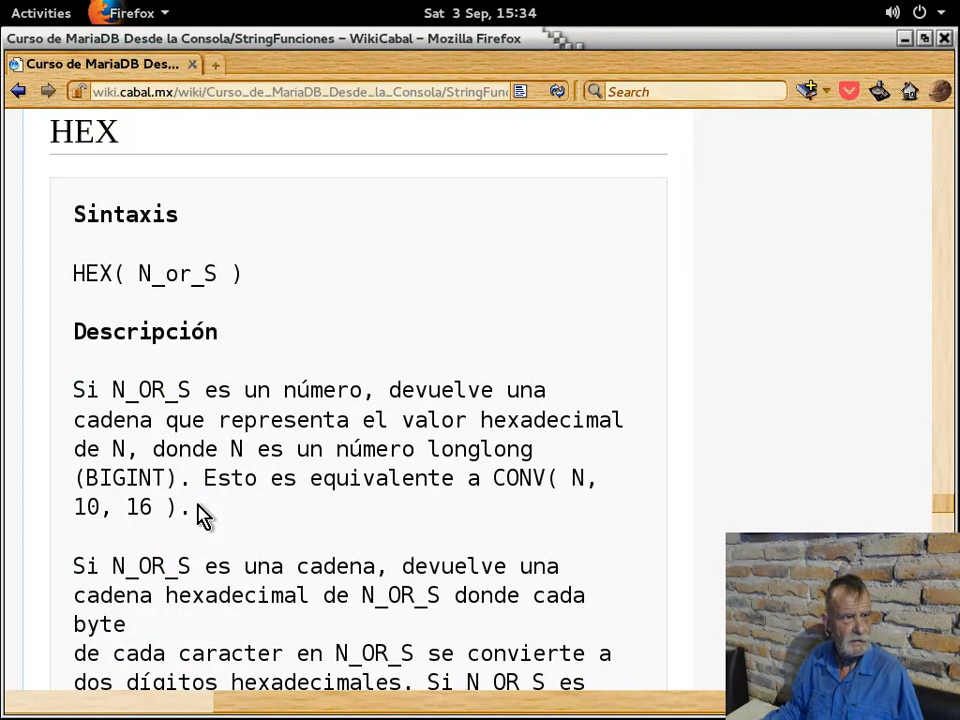 Activities Firefox Sat 3 Sep, 15:34
Curso de MariaDB Desde la Consola/StringFunciones – WikiCabal – Mozilla Firefox
Curso de MariaDB Des...
wiki.cabal.mx/wiki/Curso_de_MariaDB_Desde_la_Consola/StringFunc Search
HEX
Sintaxis
HEX( N_or_S )
Descripción
Si N_OR_S es un número, devuelve una
cadena que representa el valor hexadecimal
de N, donde N es un número longlong
(BIGINT). Esto es equivalente a CONV( N,
10, 16 ).
Si N_OR_S es una cadena, devuelve una
cadena hexadecimal de N_OR_S donde cada
byte
de cada caracter en N_OR_S se convierte a
dos dígitos hexadecimales. Si N_OR_S es